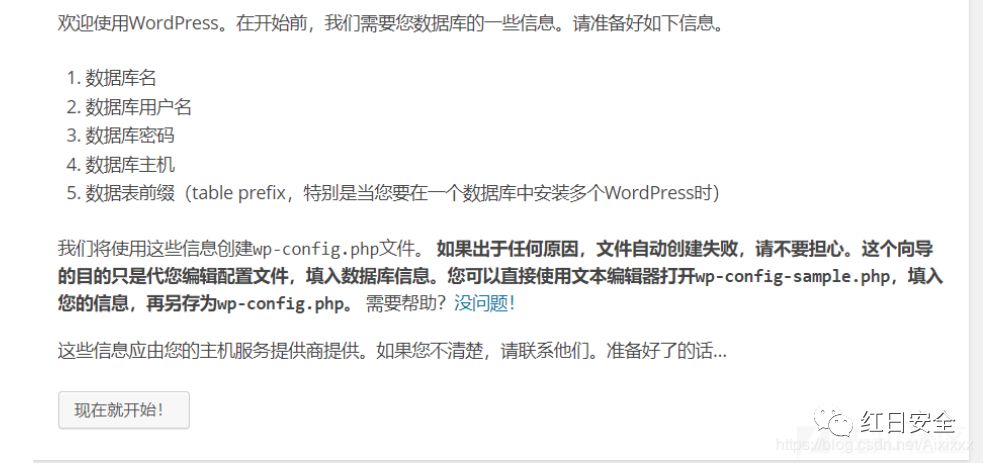 欢迎使用WordPress。在开始前，我们需要您数据库的一些信息。请准备好如下信息。
1. 数据库名
2. 数据库用户名
3. 数据库密码
4. 数据库主机
5. 数据表前缀（table prefix，特别是当您要在一个数据库中安装多个WordPress时）
我们将使用这些信息创建wp-config.php文件。 如果出于任何原因，文件自动创建失败，请不要担心。这个向导
的目的只是代您编辑配置文件，填入数据库信息。您可以直接使用文本编辑器打开wp-config-sample.php，填入
您的信息，再另存为wp-config.php。 需要帮助？没问题！
这些信息应由您的主机服务提供商提供。如果您不清楚，请联系他们。准备好了的话…
现在就开始！
红日安全
https://blog.csdn.net/Aixixxx